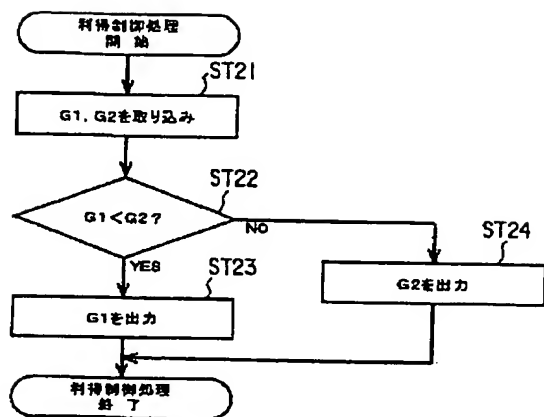 利得制御処理
開始
ST21
G1, G2を取り込み
ST22
G1<G2?
NO
YES
ST24
G2を出力
ST23
G1を出力
利得制御処理
終了